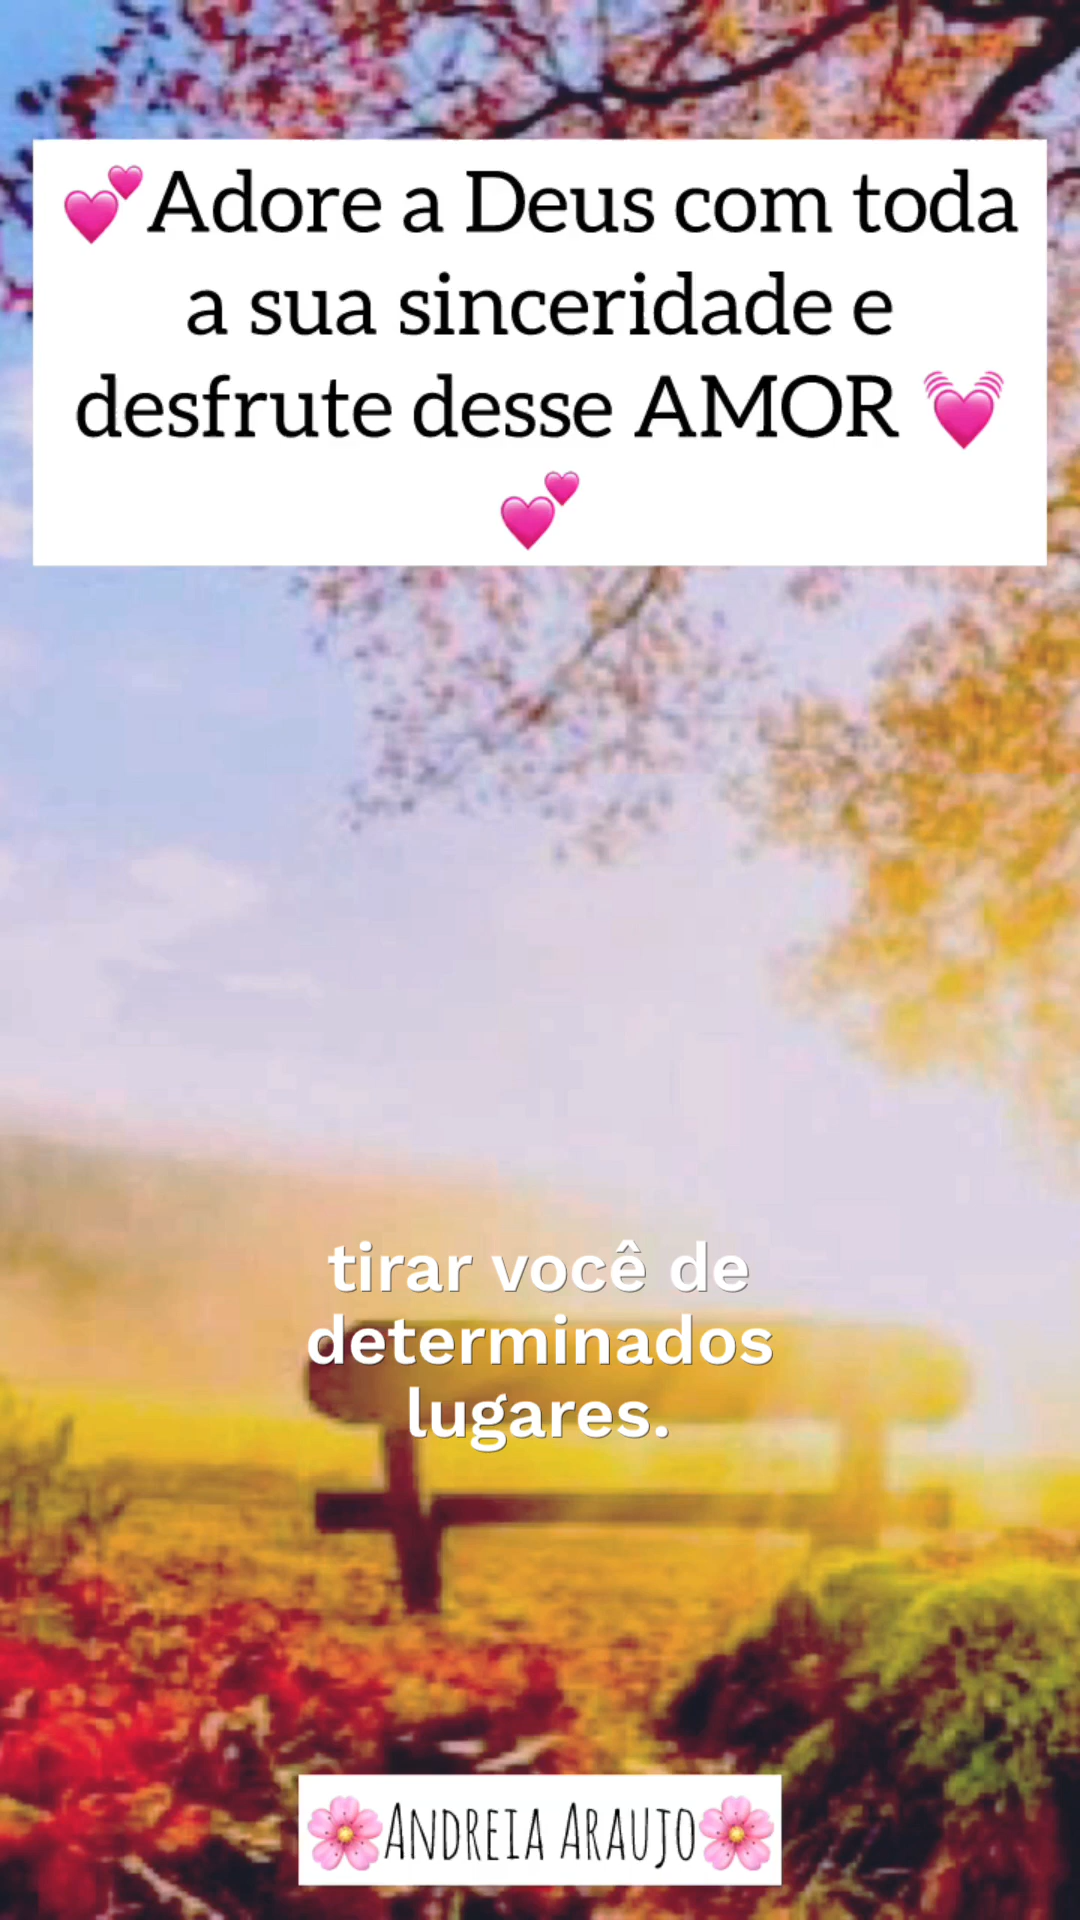 💕Adore a Deus com toda
a sua sinceridade e
desfrute desse AMOR 💓
💕
tirar você de
determinados
lugares.
🌸Andreia Araujo🌸